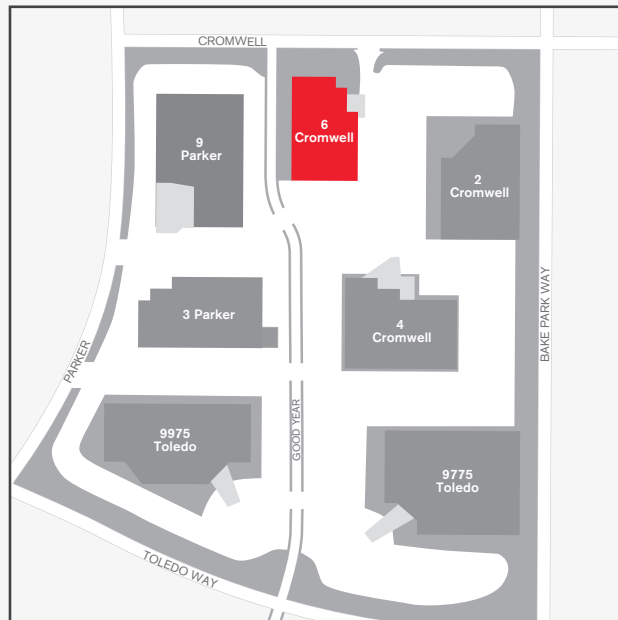 CROMWELL
6
Cromwell
9
Parker
2
Cromwell
3 Parker
4
Cromwell
BAKE PARK WAY
PARKER
GOOD YEAR
9975
Toledo
9775
Toledo
TOLEDO WAY